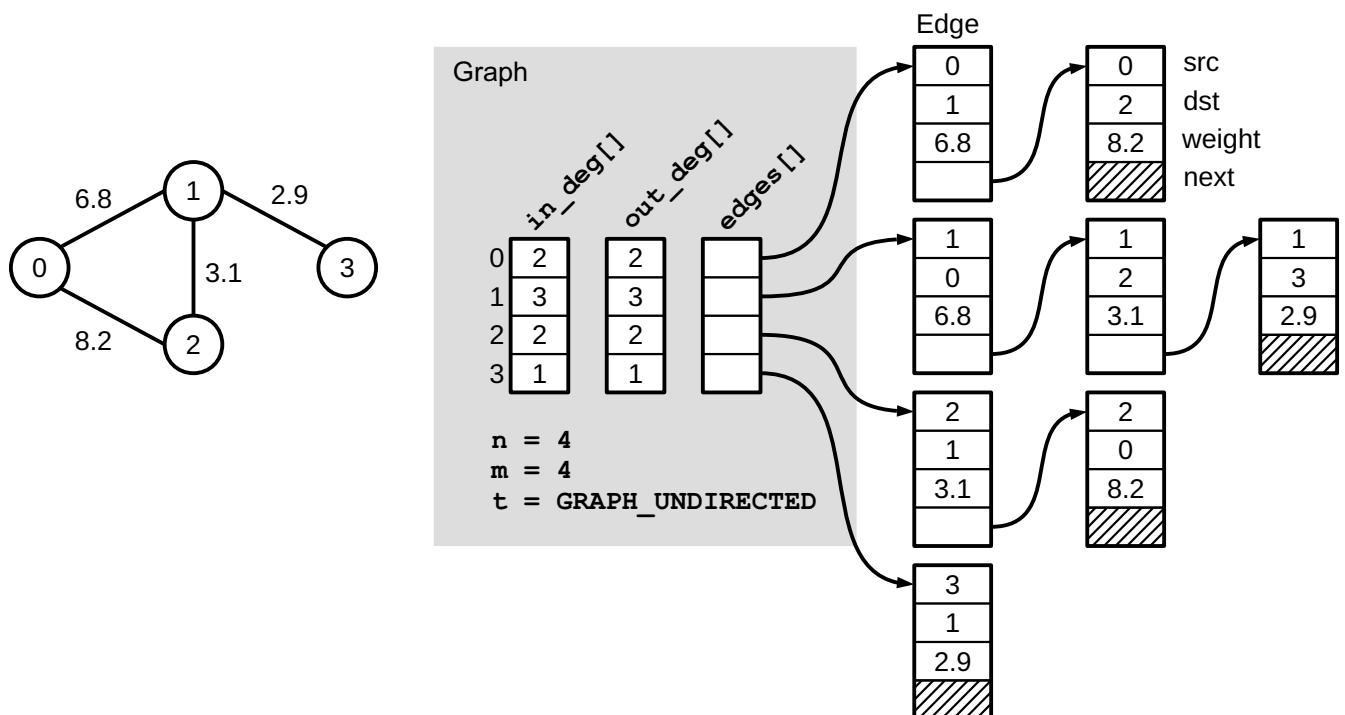 6.8
2.9
0
1
3
3.1
8.2
2
Graph
in_deg[]
out_deg[]
edges[]
0 2 2
1 3 3
2 2 2
3 1 1
n = 4
m = 4
t = GRAPH_UNDIRECTED
Edge
0 0 src
1 2 dst
6.8 8.2 weight
next
1 1 1
0 2 3
6.8 3.1 2.9
2 2
1 0
3.1 8.2
3
1
2.9